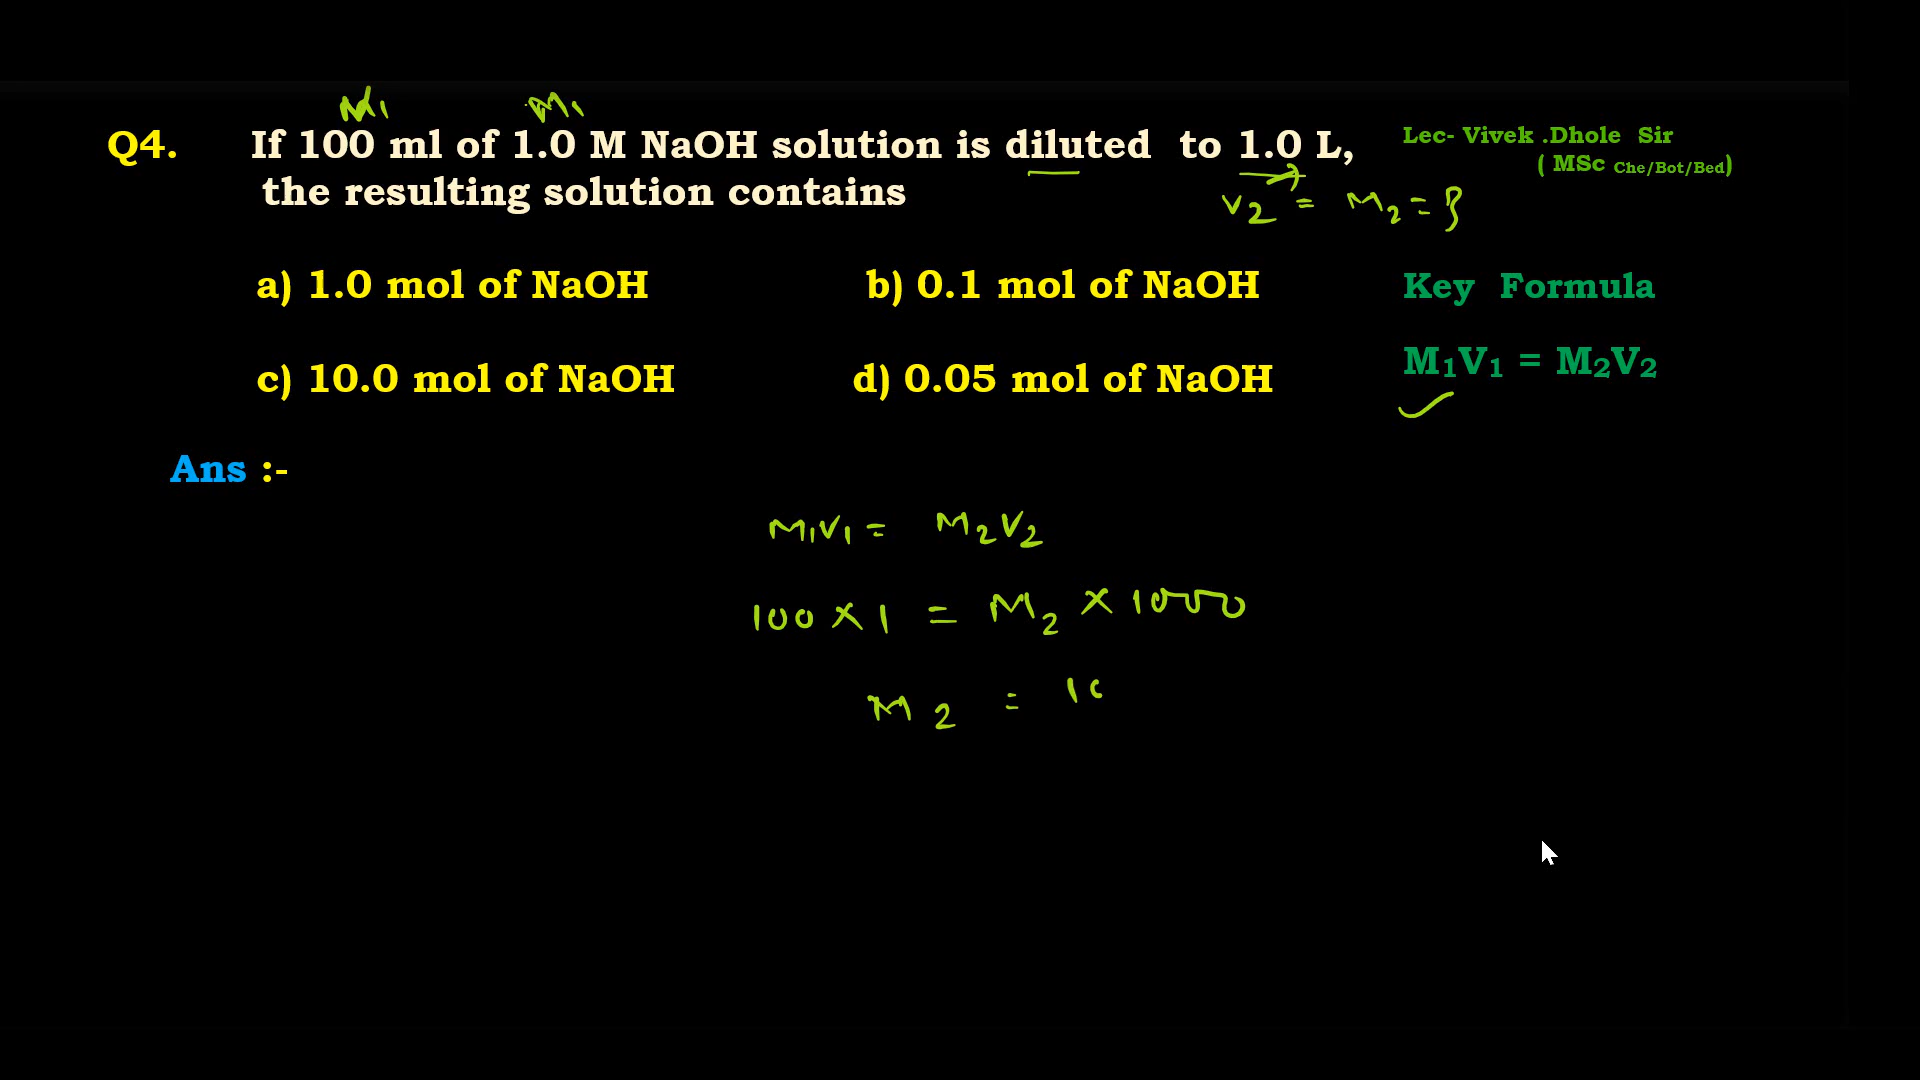 M1 M1
Q4. If 100 ml of 1.0 M NaOH solution is diluted to 1.0 L,
the resulting solution contains
Lec- Vivek .Dhole Sir
( MSc Che/Bot/Bed)
V2 = M2 =
a) 1.0 mol of NaOH b) 0.1 mol of NaOH
Key Formula
c) 10.0 mol of NaOH d) 0.05 mol of NaOH
M₁V₁ = M₂V₂
Ans :-
M1V1 = M2V2
100 × 1 = M2 × 1000
M2 = 10